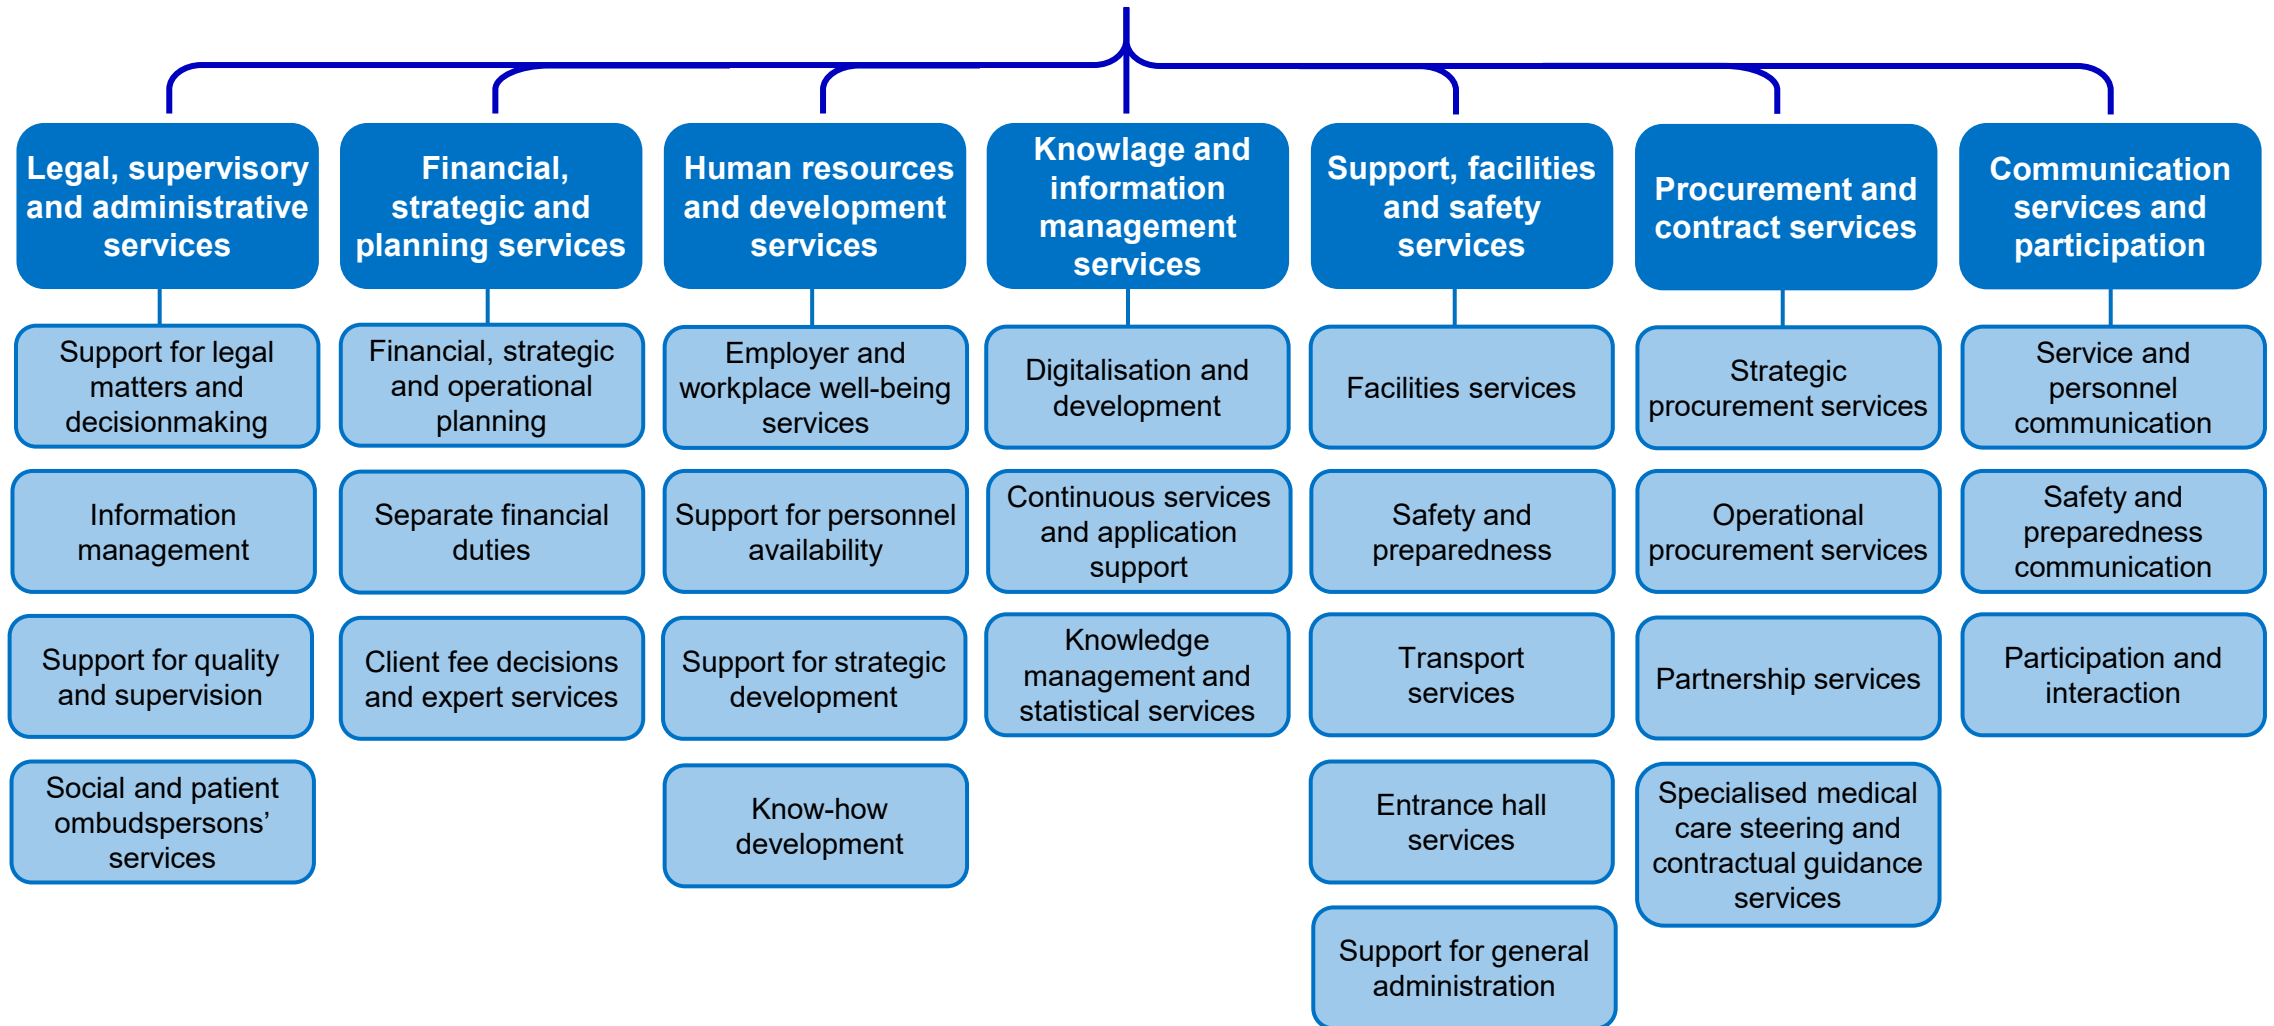 Legal, supervisory
and administrative
services
Support for legal
matters and
decisionmaking
Information
management
Support for quality
and supervision
Social and patient
ombudspersons’
services
Financial,
strategic and
planning services
Financial, strategic
and operational
planning
Separate financial
duties
Client fee decisions
and expert services
Human resources
and development
services
Employer and
workplace well-being
services
Support for personnel
availability
Support for strategic
development
Know-how
development
Knowlage and
information
management
services
Digitalisation and
development
Continuous services
and application
support
Knowledge
management and
statistical services
Support, facilities
and safety
services
Facilities services
Safety and
preparedness
Transport
services
Entrance hall
services
Support for general
administration
Procurement and
contract services
Strategic
procurement services
Operational
procurement services
Partnership services
Specialised medical
care steering and
contractual guidance
services
Communication
services and
participation
Service and
personnel
communication
Safety and
preparedness
communication
Participation and
interaction